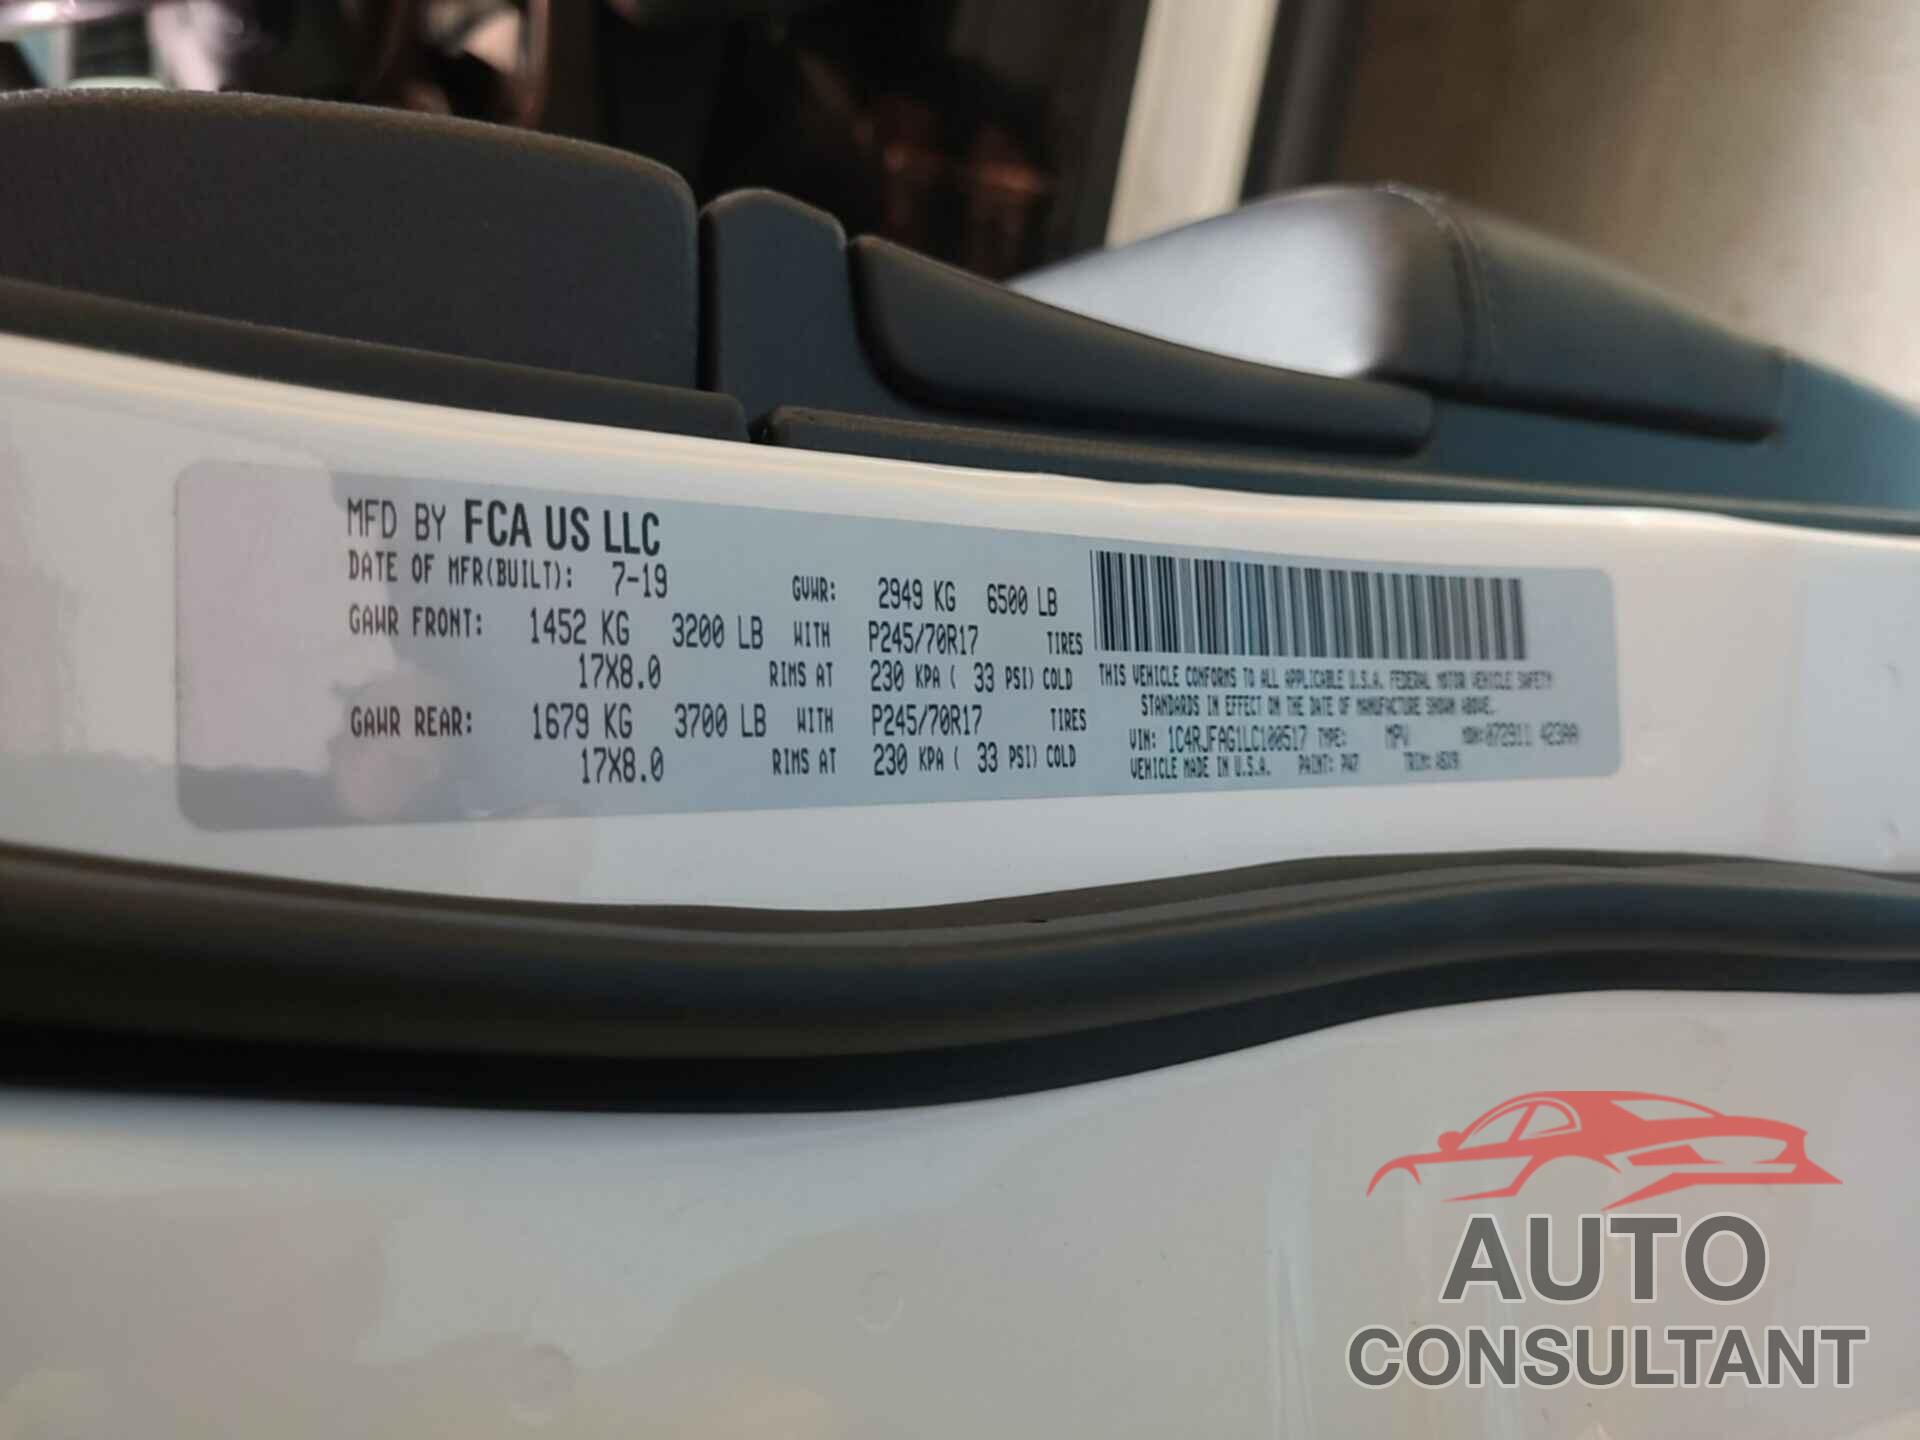 MFD BY FCA US LLC
DATE OF MFR(BUILT): 7-19 GVWR: 2949 KG 6500 LB
GAWR FRONT: 1452 KG 3200 LB WITH P245/70R17 TIRES
17X8.0 RIMS AT 230 KPA ( 33 PSI) COLD
GAWR REAR: 1679 KG 3700 LB WITH P245/70R17 TIRES
17X8.0 RIMS AT 230 KPA ( 33 PSI) COLD
THIS VEHICLE CONFORMS TO ALL APPLICABLE U.S.A. FEDERAL MOTOR VEHICLE SAFETY
STANDARDS IN EFFECT ON THE DATE OF MANUFACTURE SHOWN ABOVE.
VIN: 1C4RJFAG1LC100517 TYPE: MPV MDH: 072911 423AA
VEHICLE MADE IN U.S.A. PAINT: PW7 TRIM:
AUTO
CONSULTANT